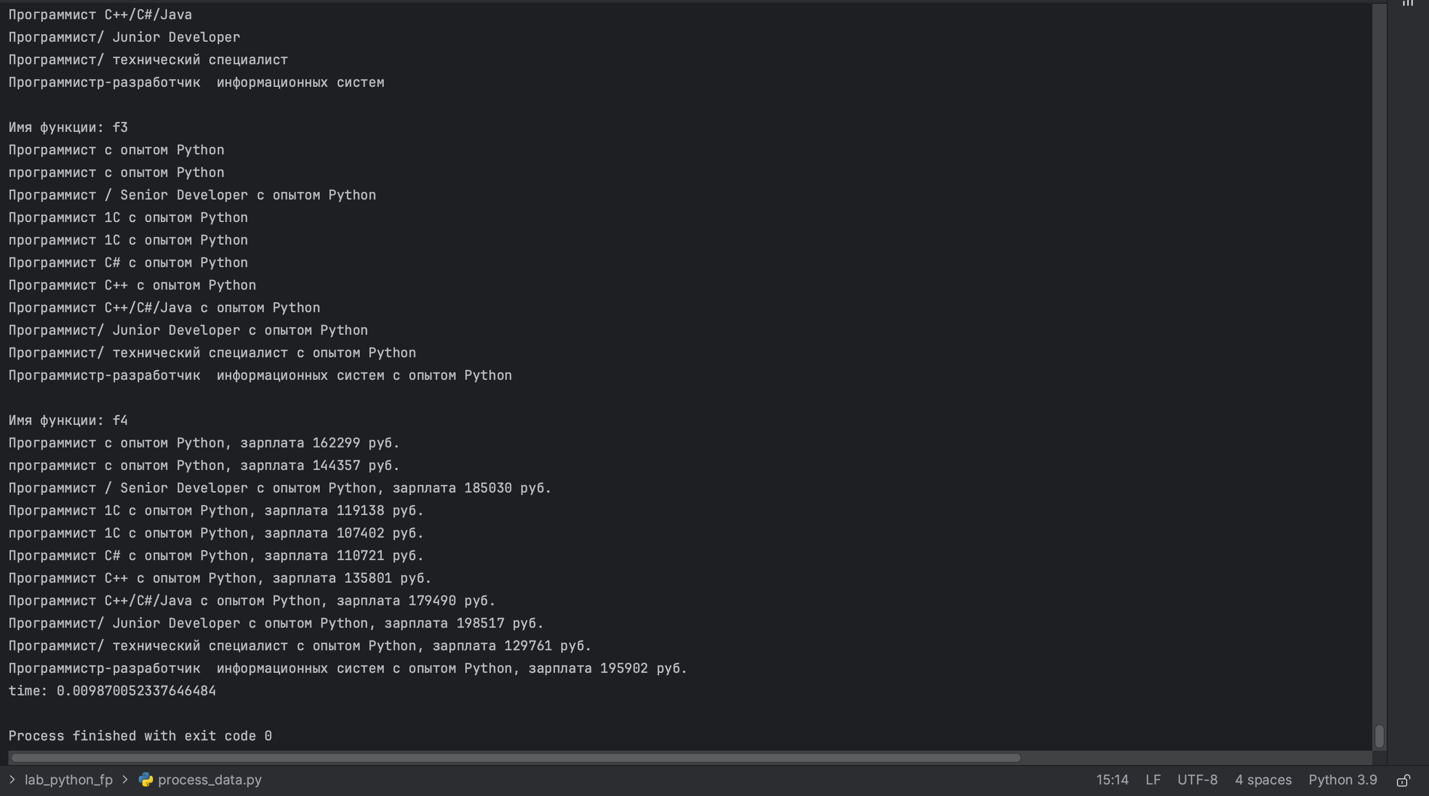 Программист C++/C#/Java
Программист/ Junior Developer
Программист/ технический специалист
Программистр-разработчик  информационных систем
Имя функции: f3
Программист с опытом Python
программист с опытом Python
Программист / Senior Developer с опытом Python
Программист 1C с опытом Python
программист 1C с опытом Python
Программист C# с опытом Python
Программист C++ с опытом Python
Программист C++/C#/Java с опытом Python
Программист/ Junior Developer с опытом Python
Программист/ технический специалист с опытом Python
Программистр-разработчик  информационных систем с опытом Python
Имя функции: f4
Программист с опытом Python, зарплата 162299 руб.
программист с опытом Python, зарплата 144357 руб.
Программист / Senior Developer с опытом Python, зарплата 185030 руб.
Программист 1C с опытом Python, зарплата 119138 руб.
программист 1C с опытом Python, зарплата 107402 руб.
Программист C# с опытом Python, зарплата 110721 руб.
Программист C++ с опытом Python, зарплата 135801 руб.
Программист C++/C#/Java с опытом Python, зарплата 179490 руб.
Программист/ Junior Developer с опытом Python, зарплата 198517 руб.
Программист/ технический специалист с опытом Python, зарплата 129761 руб.
Программистр-разработчик  информационных систем с опытом Python, зарплата 195902 руб.
time: 0.009870052337646484
Process finished with exit code 0
lab_python_fp > process_data.py 15:14 LF UTF-8 4 spaces Python 3.9